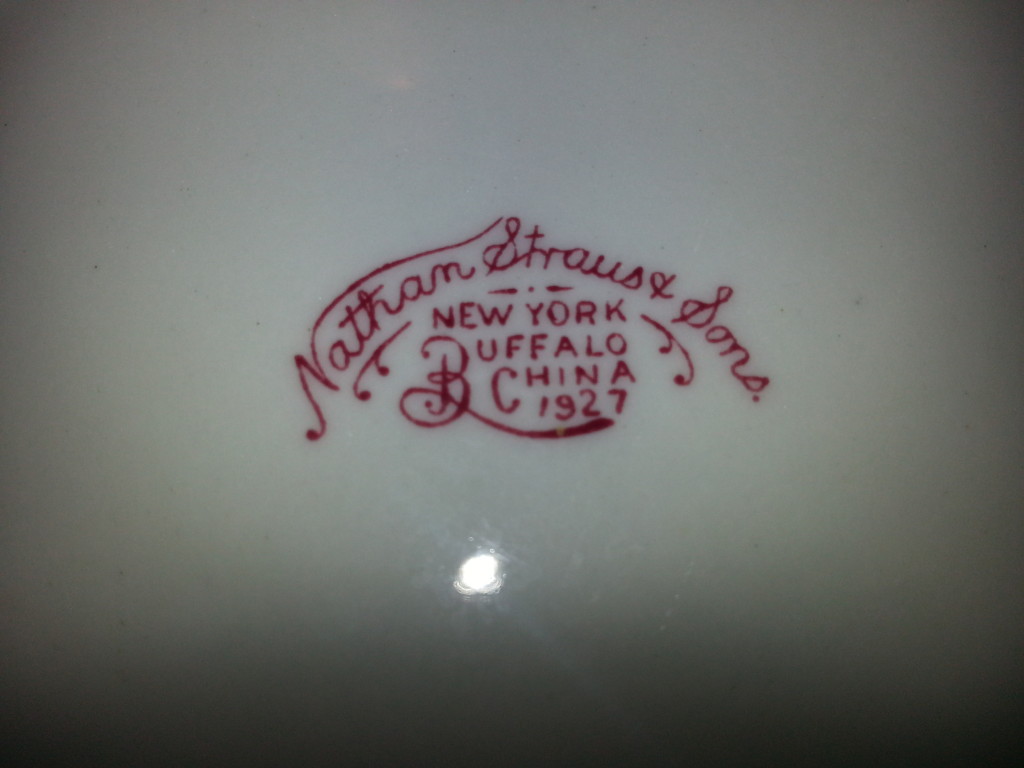 Nathan Straus & Sons.
NEW YORK
BUFFALO
CHINA
1927